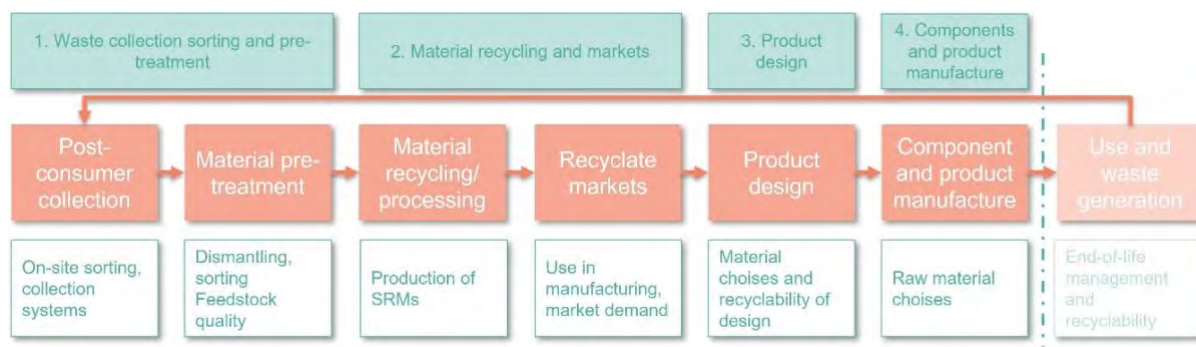 1. Waste collection sorting and pre-
treatment
2. Material recycling and markets
3. Product
design
4. Components
and product
manufacture
Post-
consumer
collection
Material pre-
treatment
Material
recycling/
processing
Recyclate
markets
Product
design
Component
and product
manufacture
Use and
waste
generation
On-site sorting,
collection
systems
Dismantling,
sorting
Feedstock
quality
Production of
SRMs
Use in
manufacturing,
market demand
Material
choises and
recyclability of
design
Raw material
choises
End-of-life
management
and
recyclability